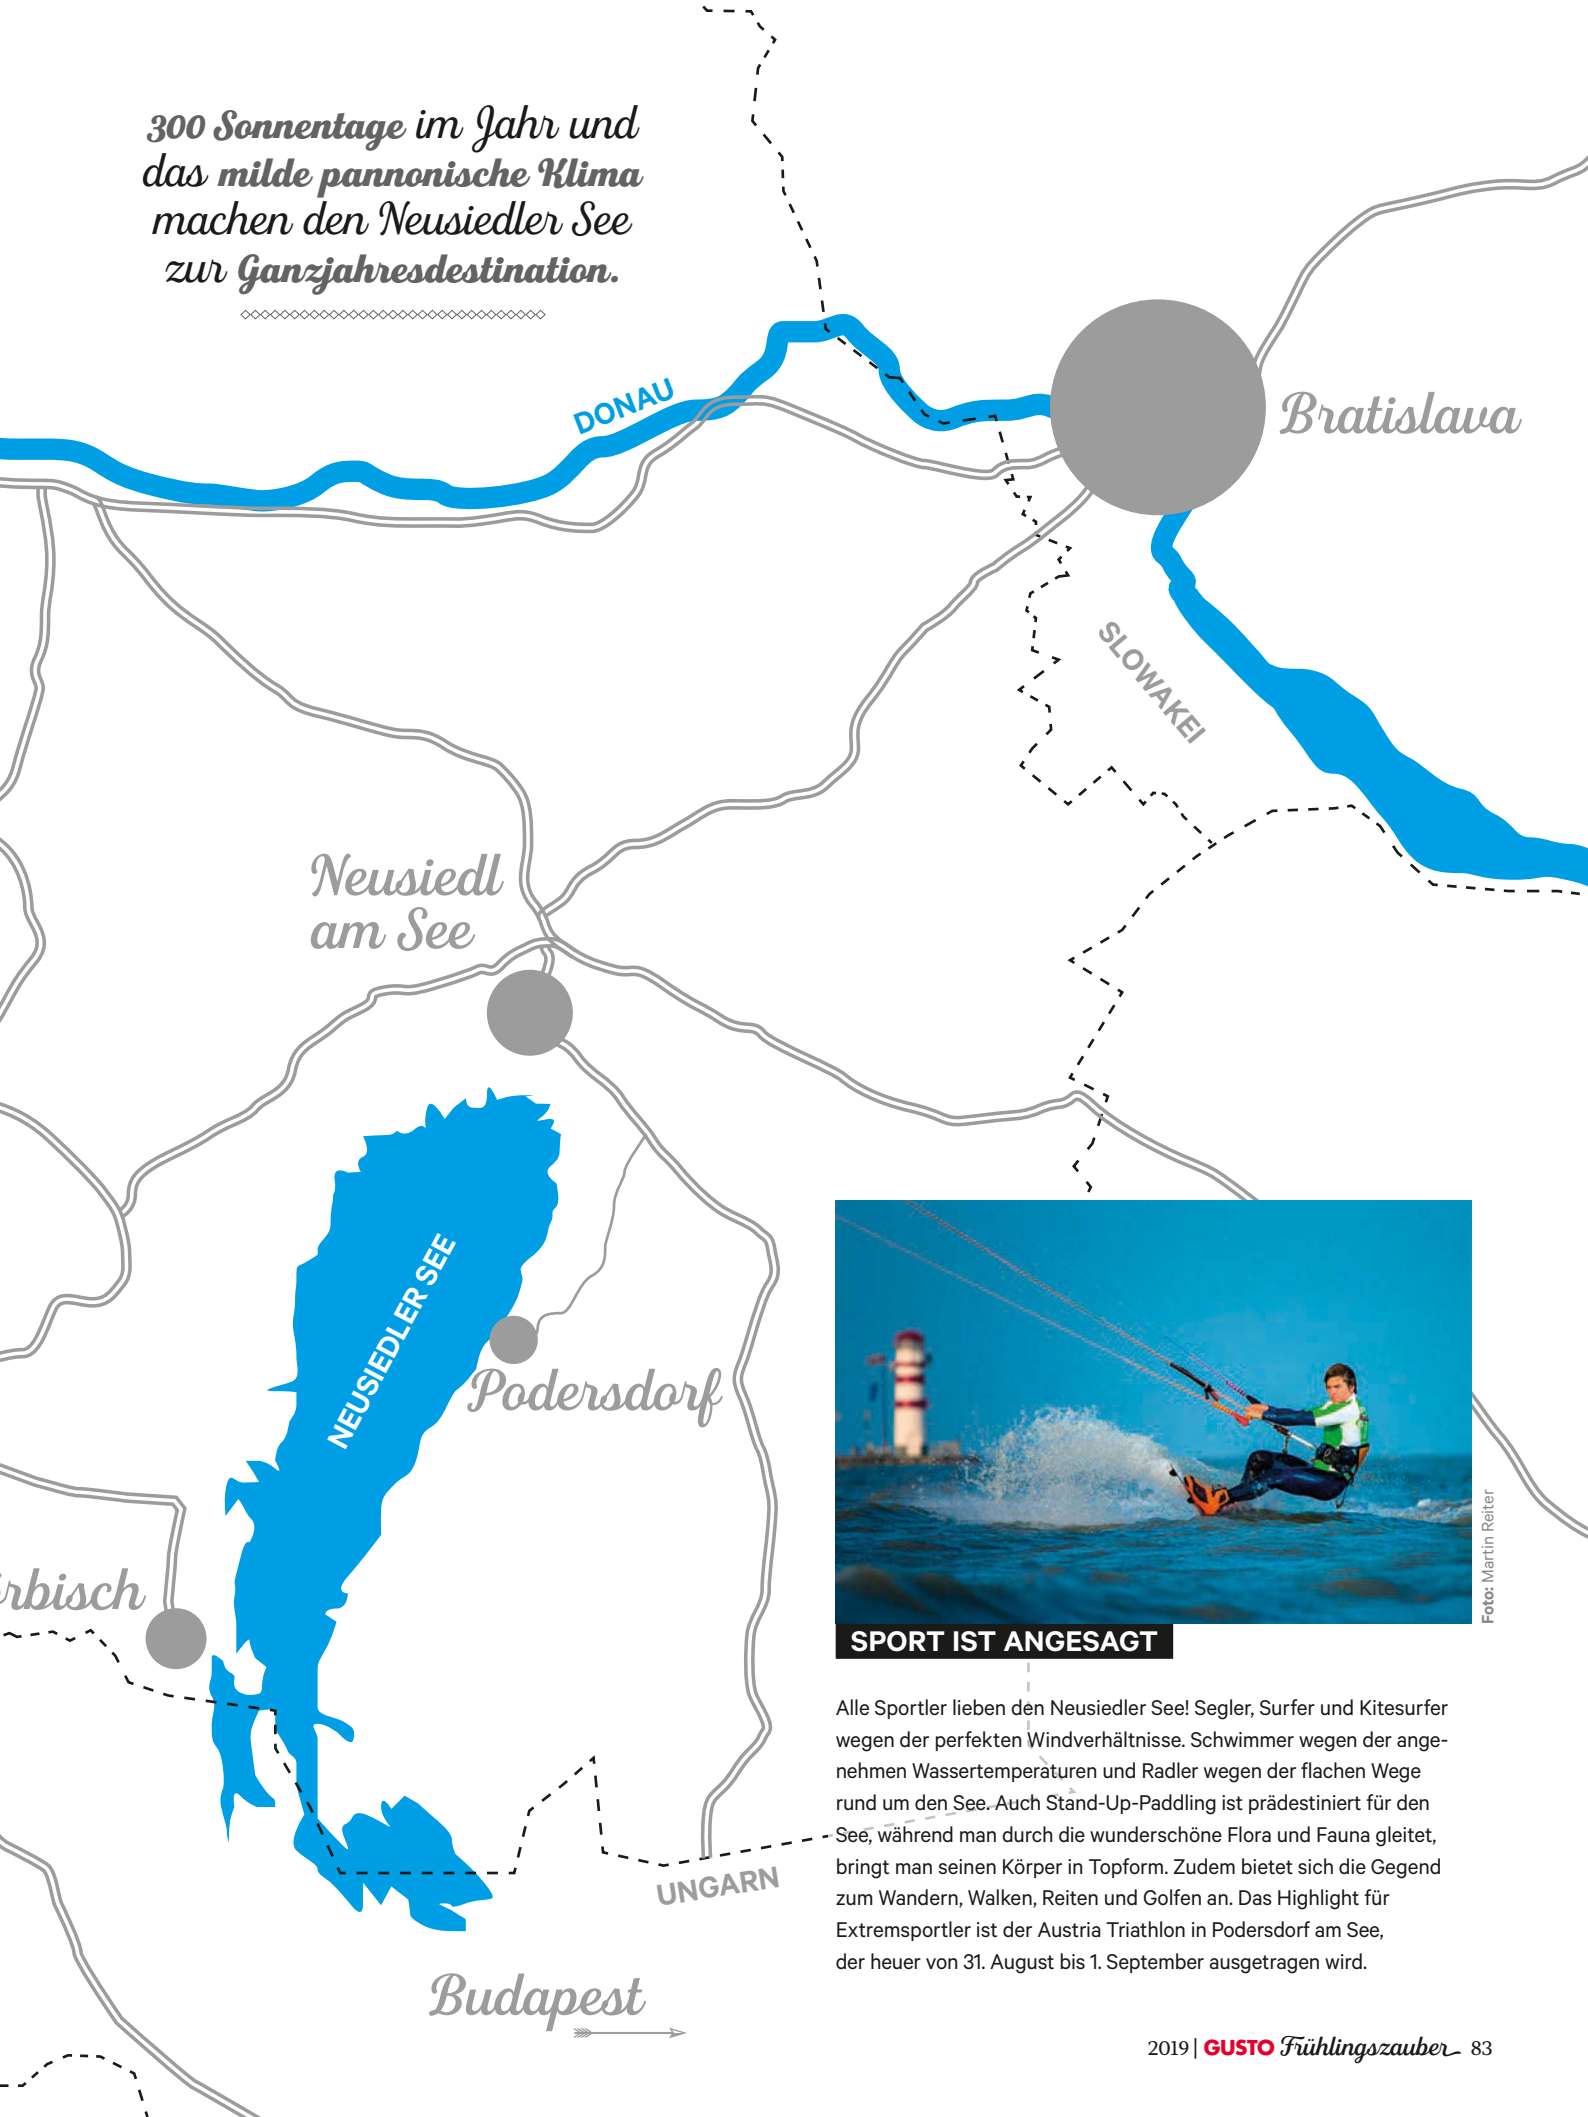 300 Sonnentage im Jahr und
das milde pannonische Klima
machen den Neusiedler See
zur Ganzjahresdestination.
DONAU
Bratislava
SLOWAKEI
Neusiedl
am See
NEUSIEDLER SEE
Podersdorf
rbisch
UNGARN
Budapest
Foto: Martin Reiter
SPORT IST ANGESAGT
Alle Sportler lieben den Neusiedler See! Segler, Surfer und Kitesurfer
wegen der perfekten Windverhältnisse. Schwimmer wegen der ange-
nehmen Wassertemperaturen und Radler wegen der flachen Wege
rund um den See. Auch Stand-Up-Paddling ist prädestiniert für den
See, während man durch die wunderschöne Flora und Fauna gleitet,
bringt man seinen Körper in Topform. Zudem bietet sich die Gegend
zum Wandern, Walken, Reiten und Golfen an. Das Highlight für
Extremsportler ist der Austria Triathlon in Podersdorf am See,
der heuer von 31. August bis 1. September ausgetragen wird.
2019 | GUSTO Frühlingszauber 83